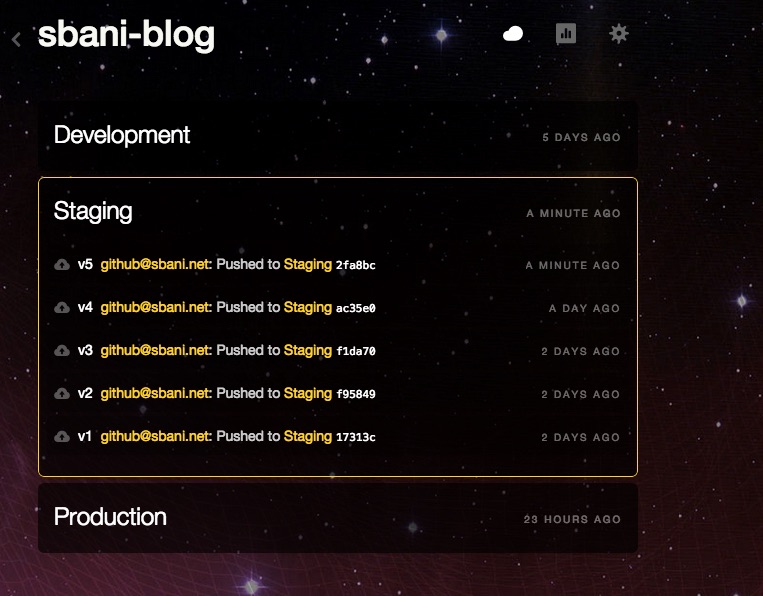 sbani-blog
Development 5 DAYS AGO
Staging A MINUTE AGO
v5 github@sbani.net: Pushed to Staging 2fa8bc A MINUTE AGO
v4 github@sbani.net: Pushed to Staging ac35e0 A DAY AGO
v3 github@sbani.net: Pushed to Staging f1da70 2 DAYS AGO
v2 github@sbani.net: Pushed to Staging f95849 2 DAYS AGO
v1 github@sbani.net: Pushed to Staging 17313c 2 DAYS AGO
Production 23 HOURS AGO